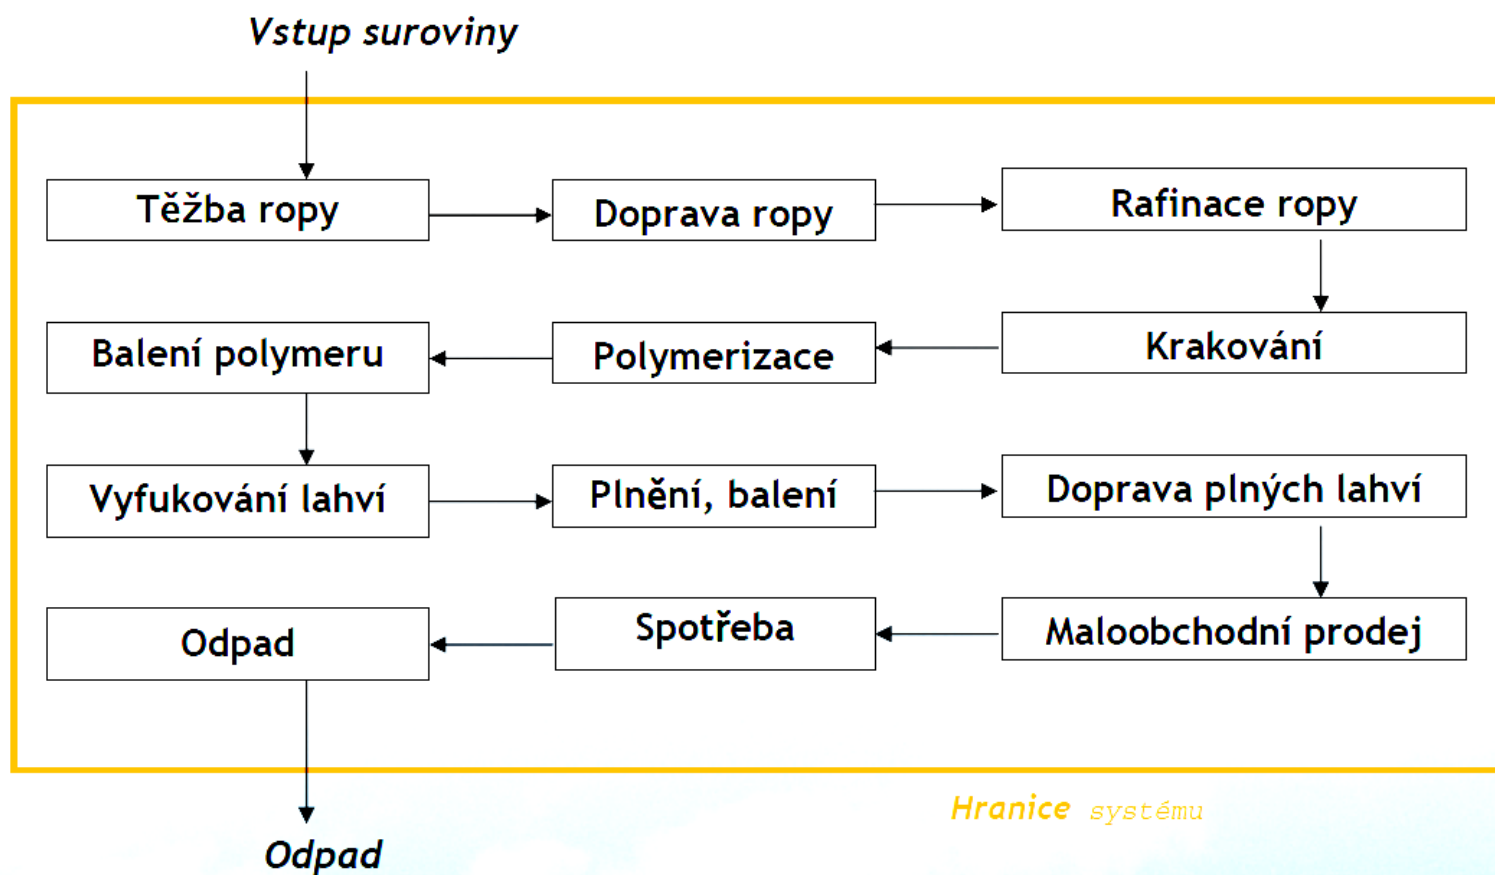 Vstup suroviny
Těžba ropy
Doprava ropy
Rafinace ropy
Balení polymeru
Polymerizace
Krakování
Vyfukování lahví
Plnění, balení
Doprava plných lahví
Odpad
Spotřeba
Maloobchodní prodej
Hranice systému
Odpad